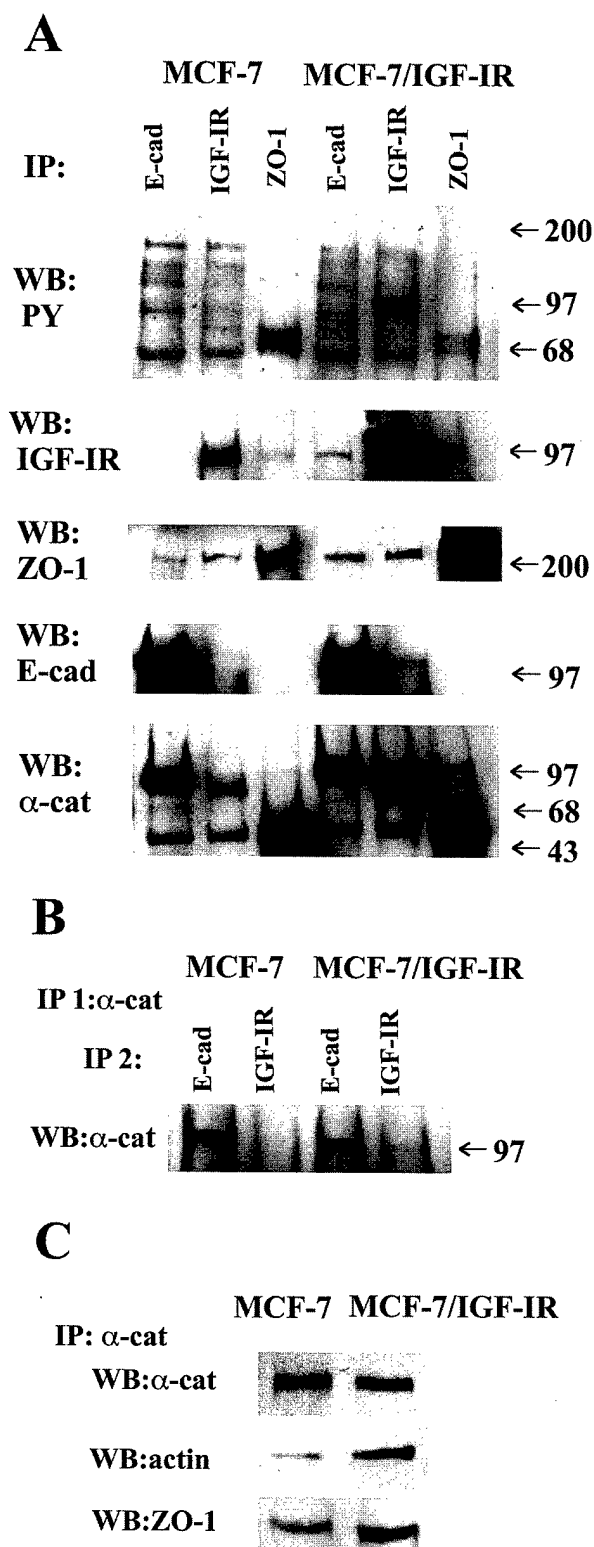 A
MCF-7 MCF-7/IGF-IR
IP: E-cad IGF-IR ZO-1 E-cad IGF-IR ZO-1
WB: PY
←200
←97
←68
WB: IGF-IR
←97
WB: ZO-1
←200
WB: E-cad
←97
WB: α-cat
←97
←68
←43
B
MCF-7 MCF-7/IGF-IR
IP 1:α-cat
IP 2: E-cad IGF-IR E-cad IGF-IR
WB:α-cat ←97
C
MCF-7 MCF-7/IGF-IR
IP: α-cat
WB:α-cat
WB:actin
WB:ZO-1